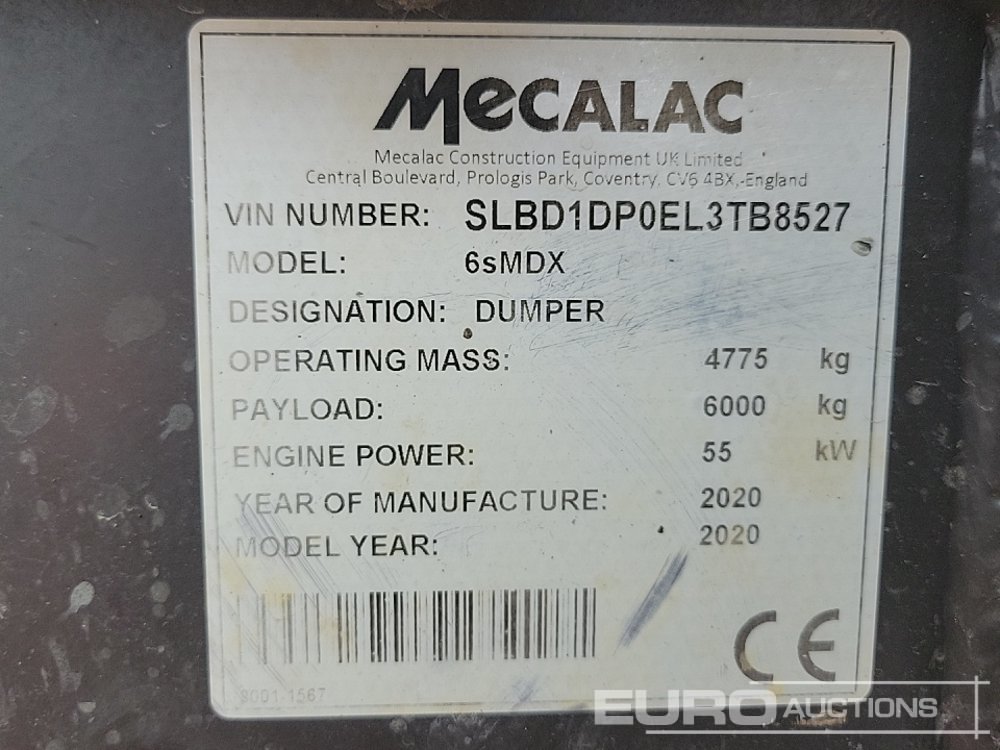 MeCALAC
Mecalac Construction Equipment UK Limited
Central Boulevard, Prologis Park, Coventry, CV6 4BX, England
VIN NUMBER: SLBD1DP0EL3TB8527
MODEL: 6sMDX
DESIGNATION: DUMPER
OPERATING MASS: 4775 kg
PAYLOAD: 6000 kg
ENGINE POWER: 55 kW
YEAR OF MANUFACTURE: 2020
MODEL YEAR: 2020
CE
8001-1567
EURO AUCTIONS